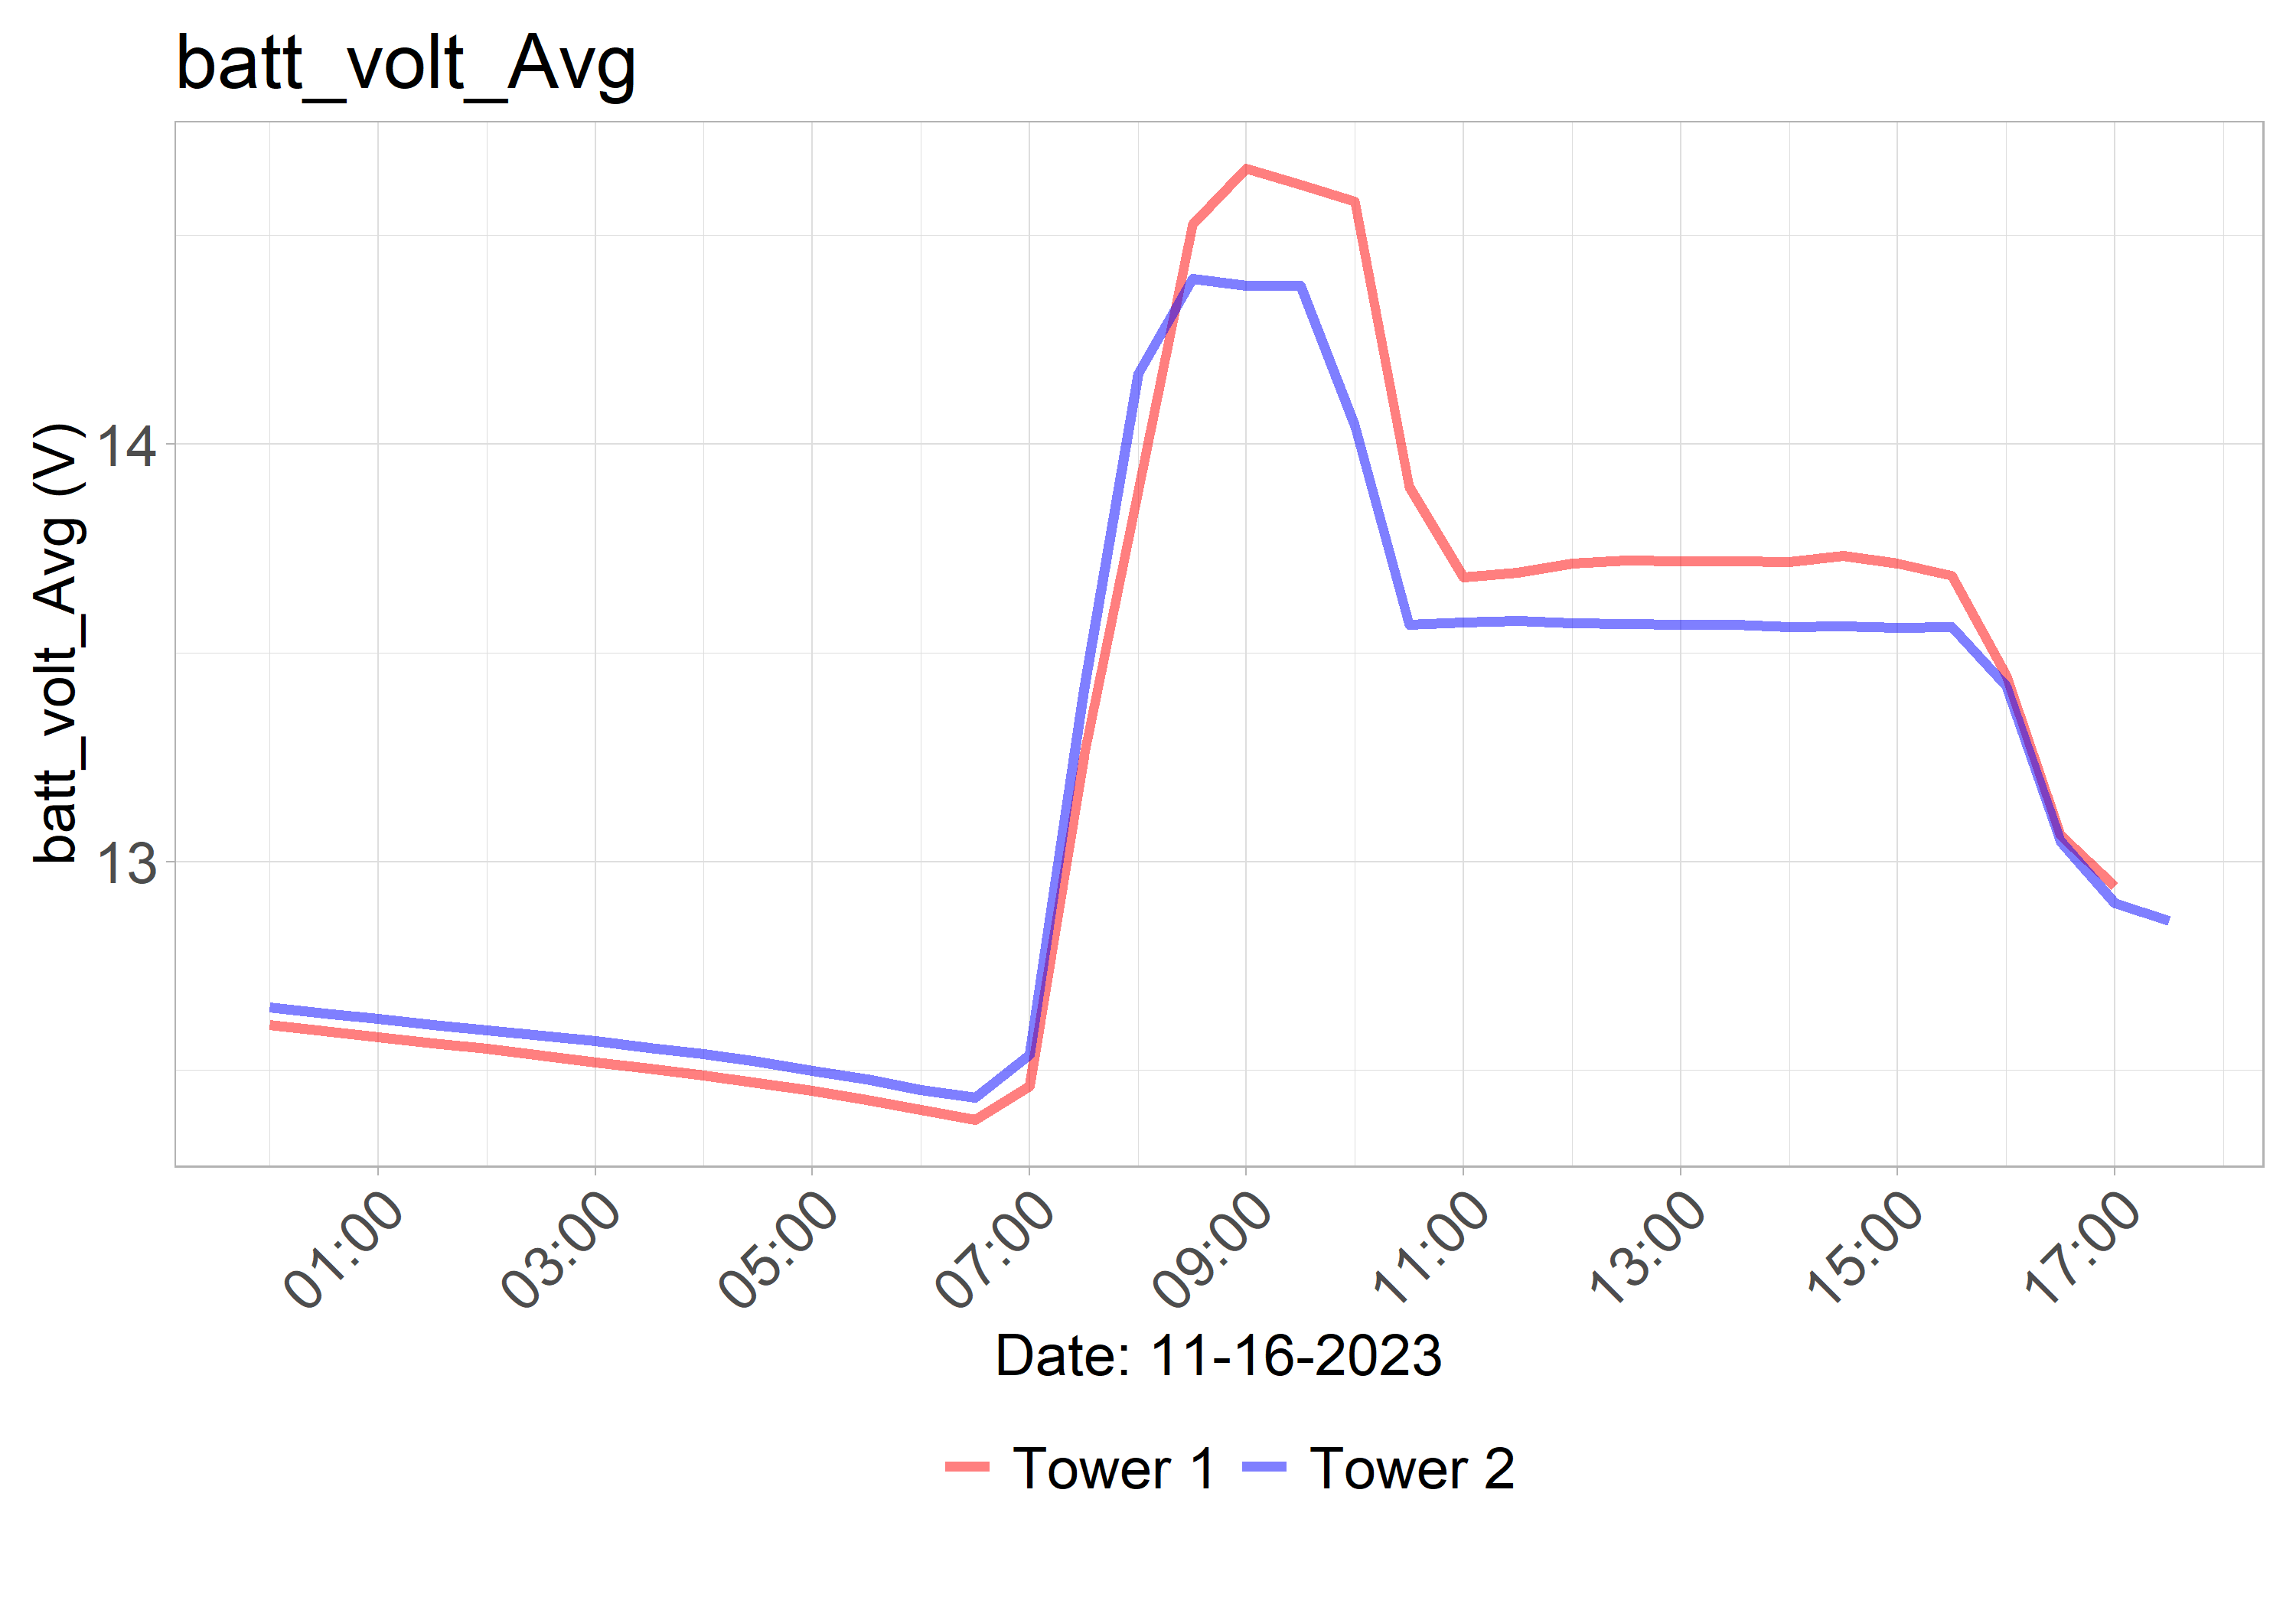 batt_volt_Avg
batt_volt_Avg (V)
14
13
01:00 03:00 05:00 07:00 09:00 11:00 13:00 15:00 17:00
Date: 11-16-2023
Tower 1 Tower 2